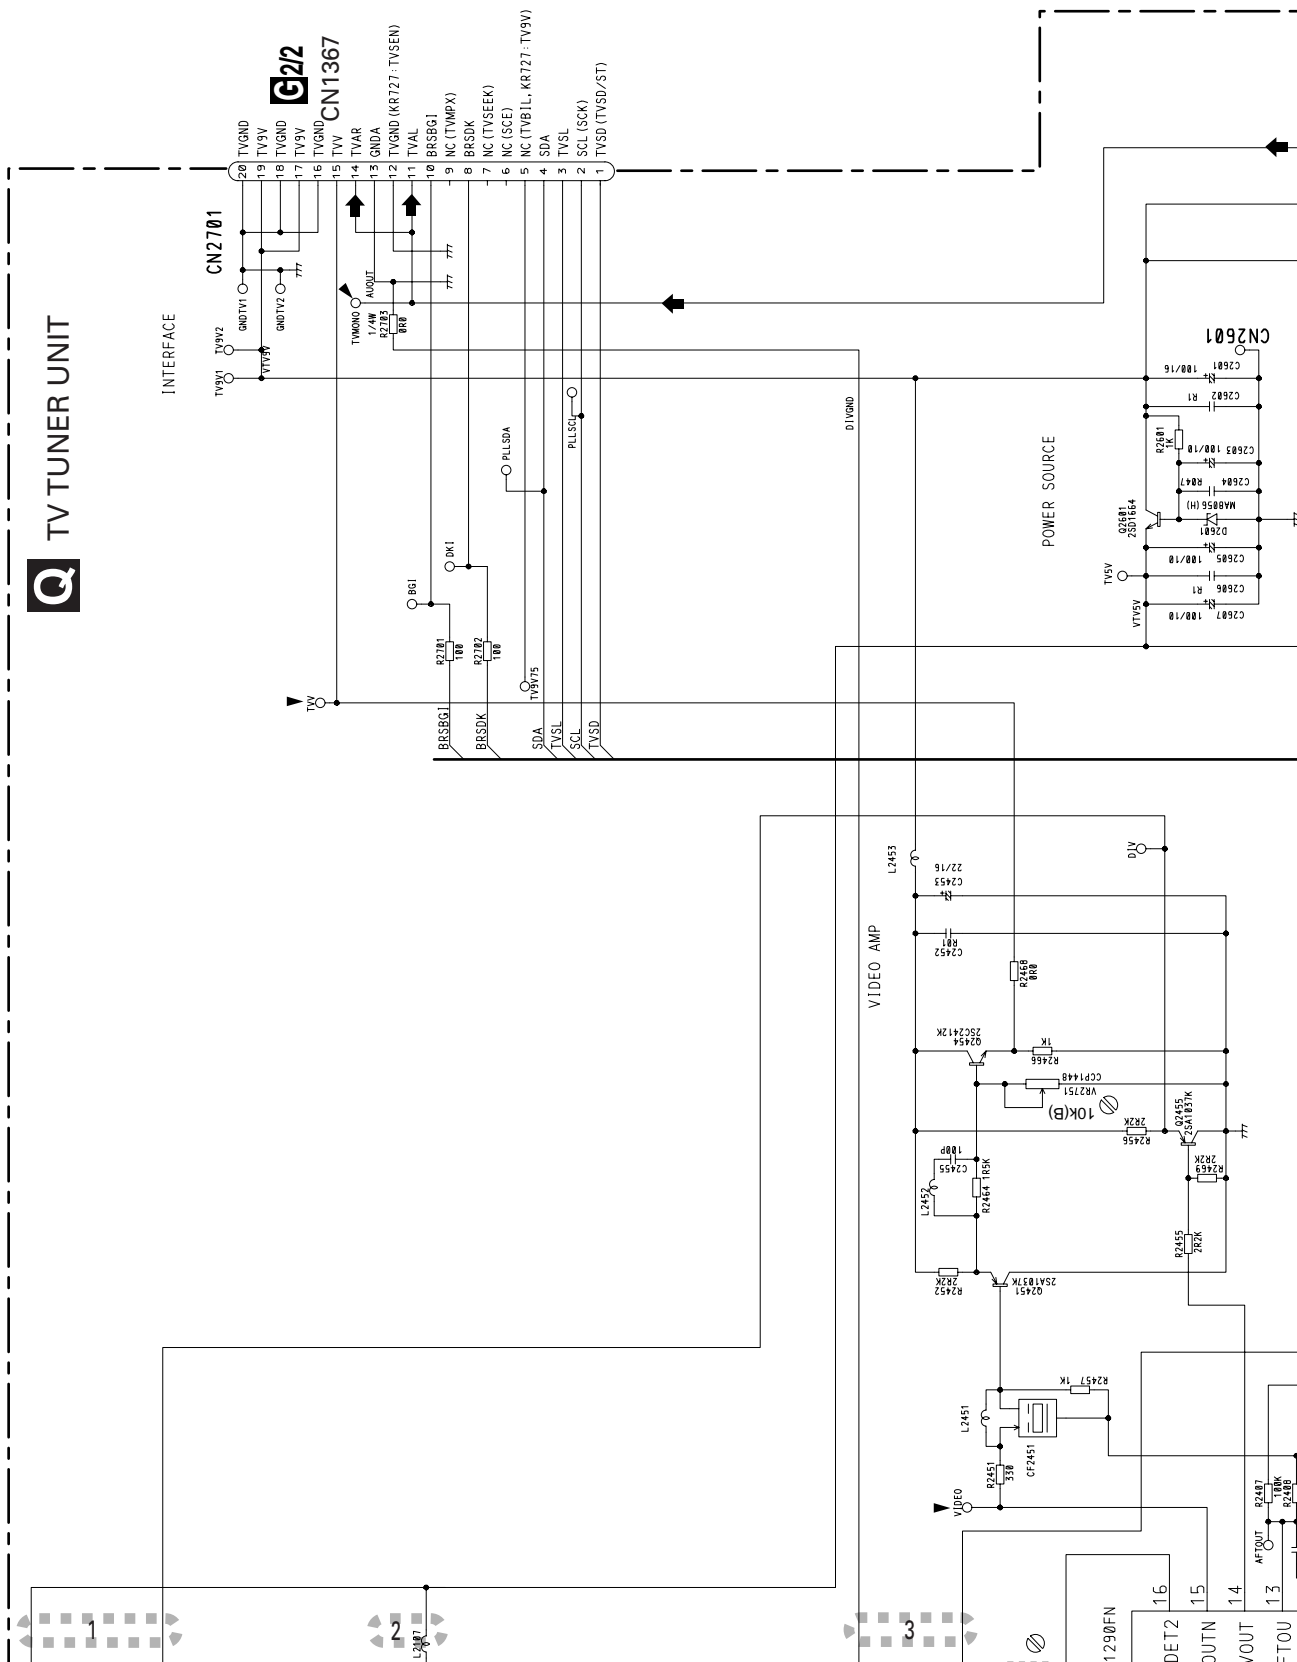 Q TV TUNER UNIT
G2/2
CN1367
CN2701
INTERFACE
20 TVGND
19 TV9V
18 TVGND
17 TV9V
16 TVGND
15 TVV
14 TVAR
13 GNDA
12 TVGND (KR727:TVSEN)
11 TVAL
10 BRSBGI
9 NC (TVMPX)
8 BRSDK
7 NC (TVSEEK)
6 NC (SCE)
5 NC (TVBIL, KR727:TV9V)
4 SDA
3 TVSL
2 SCL (SCK)
1 TVSD (TVSD/ST)
GNDTV1
GNDTV2
TV9V2
TV9V1
VTV9V
TVMONO
AUOUT
1/4W
R2703
0R0
PLLSCL
PLLSDA
DKI
BGI
R2701
100
R2702
100
TV9V75
TVV
BRSBGI
BRSDK
SDA
TVSL
SCL
TVSD
DIVGND
POWER SOURCE
CN2601
C2601
100/16
C2602
R1
R2601
1K
C2603 100/10
C2604 R047
MA8056(H)
D2601
Q2601
2SD1664
C2605
100/10
TV5V
C2606
R1
VTV5V
C2607
100/10
L2453
22/16
C2453
R01
C2452
VIDEO AMP
DIV
R2468
0R0
2SC2412K
Q2454
1K
R2466
CCP1448
VR2751
10k(B)
2R2K
R2456
Q2455
2SA1037K
2R2K
R2469
100P
C2455
L2452
R2464 1R5K
R2455
2R2K
2R2K
R2452
2SA1037K
Q2451
R2457 1K
L2451
CF2451
R2451
330
VIDEO
R2407
100K
R2408
AFTOUT
1
2
3
L2107
1290FN
16
15
14
13
DET2
OUTN
VOUT
FTOU